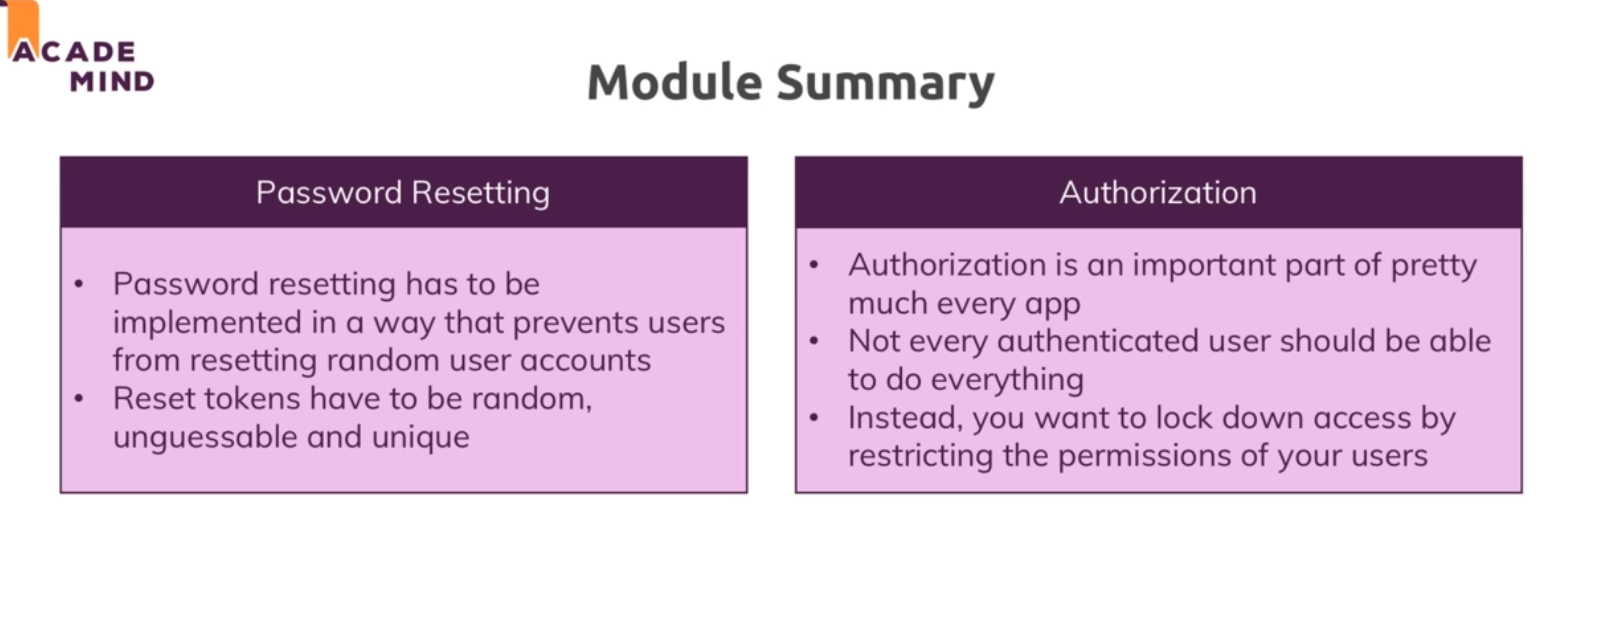 ACADE
MIND
Module Summary
Password Resetting
• Password resetting has to be
implemented in a way that prevents users
from resetting random user accounts
• Reset tokens have to be random,
unguessable and unique
Authorization
• Authorization is an important part of pretty
much every app
• Not every authenticated user should be able
to do everything
• Instead, you want to lock down access by
restricting the permissions of your users